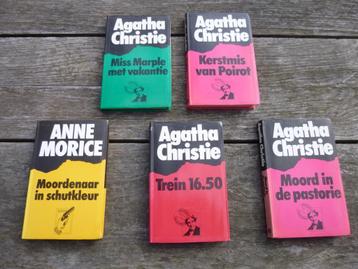 Agatha
Christie
Miss Marple
met vakantie
Agatha
Christie
Kerstmis
van Poirot
ANNE
MORICE
Moordenaar
in schutkleur
Agatha
Christie
Trein 16.50
Agatha
Christie
Moord in
de pastorie